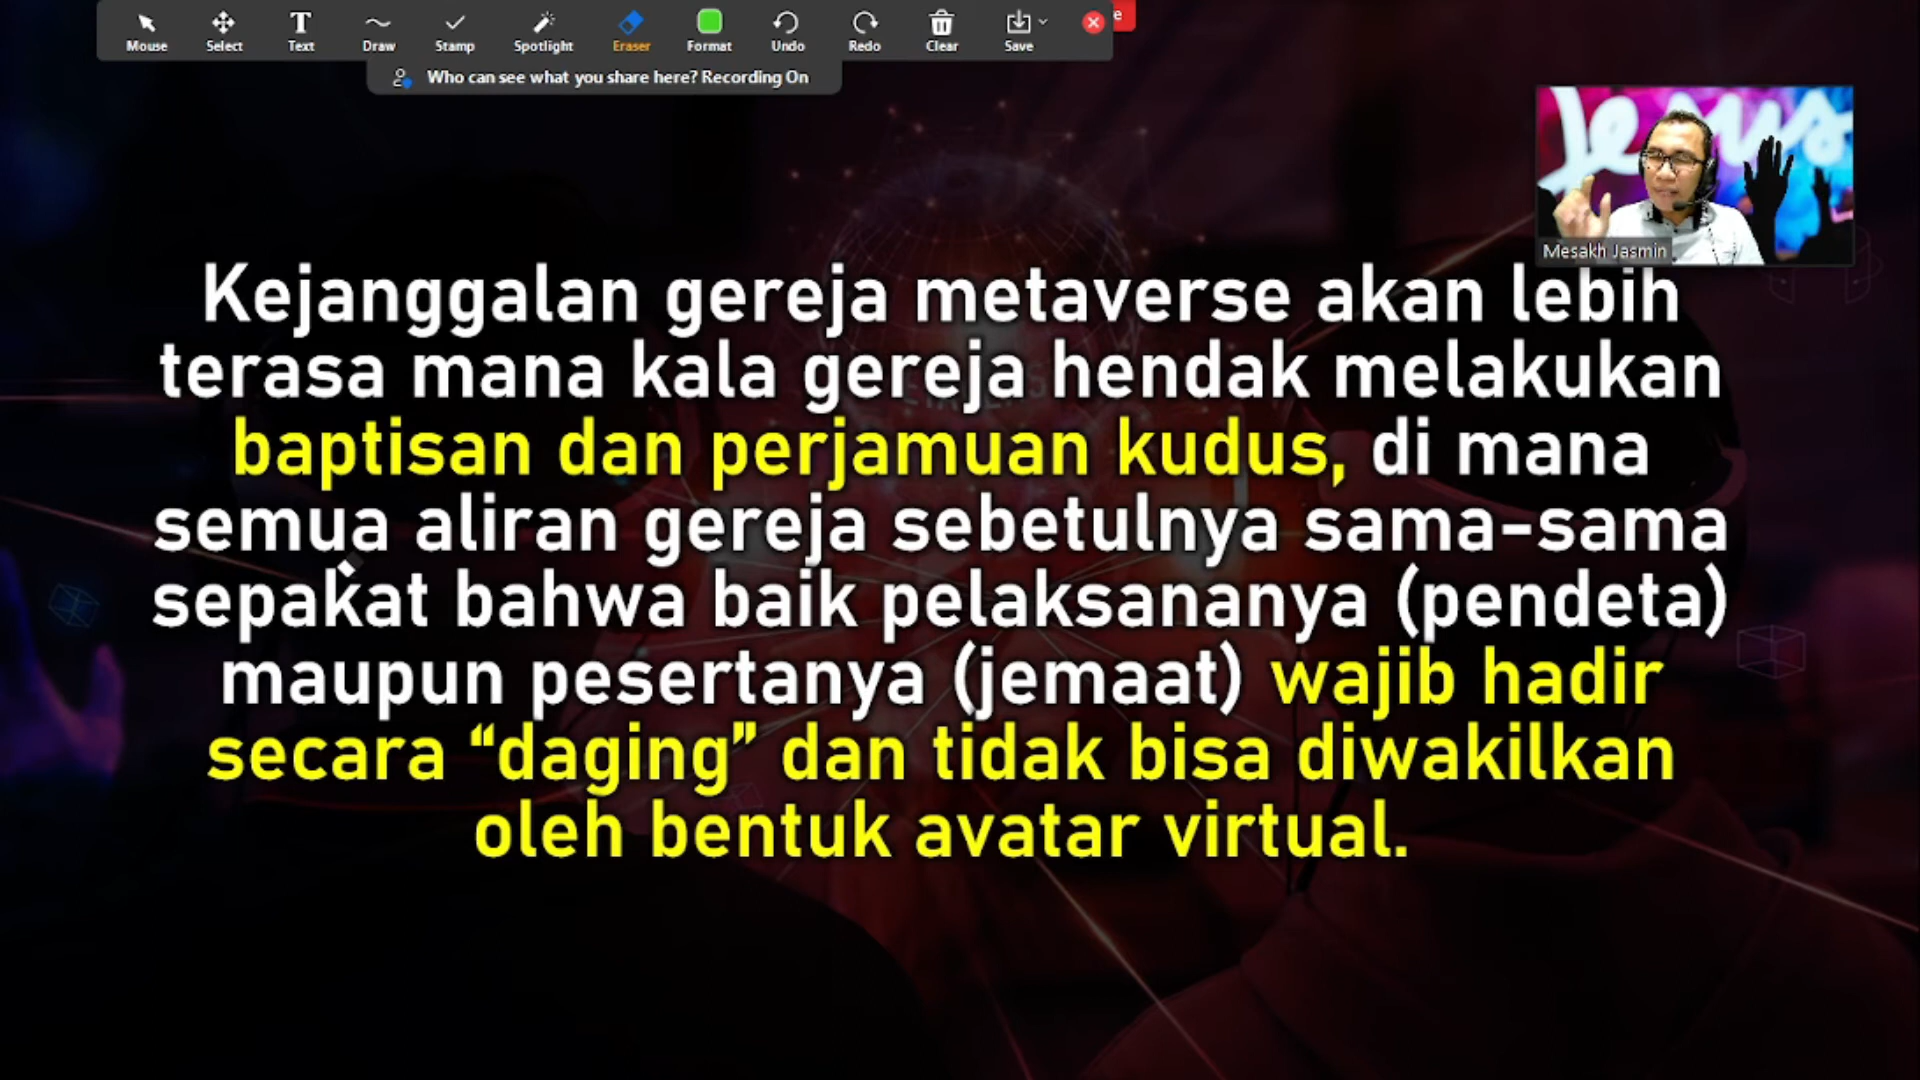 Mouse
Select
Text
Draw
Stamp
Spotlight
Eraser
Format
Undo
Redo
Clear
Save
e
Who can see what you share here? Recording On
Jesus
Mesakh Jasmin
Kejanggalan gereja metaverse akan lebih
terasa mana kala gereja hendak melakukan
baptisan dan perjamuan kudus, di mana
semua aliran gereja sebetulnya sama-sama
sepakat bahwa baik pelaksananya (pendeta)
maupun pesertanya (jemaat) wajib hadir
secara “daging” dan tidak bisa diwakilkan
oleh bentuk avatar virtual.